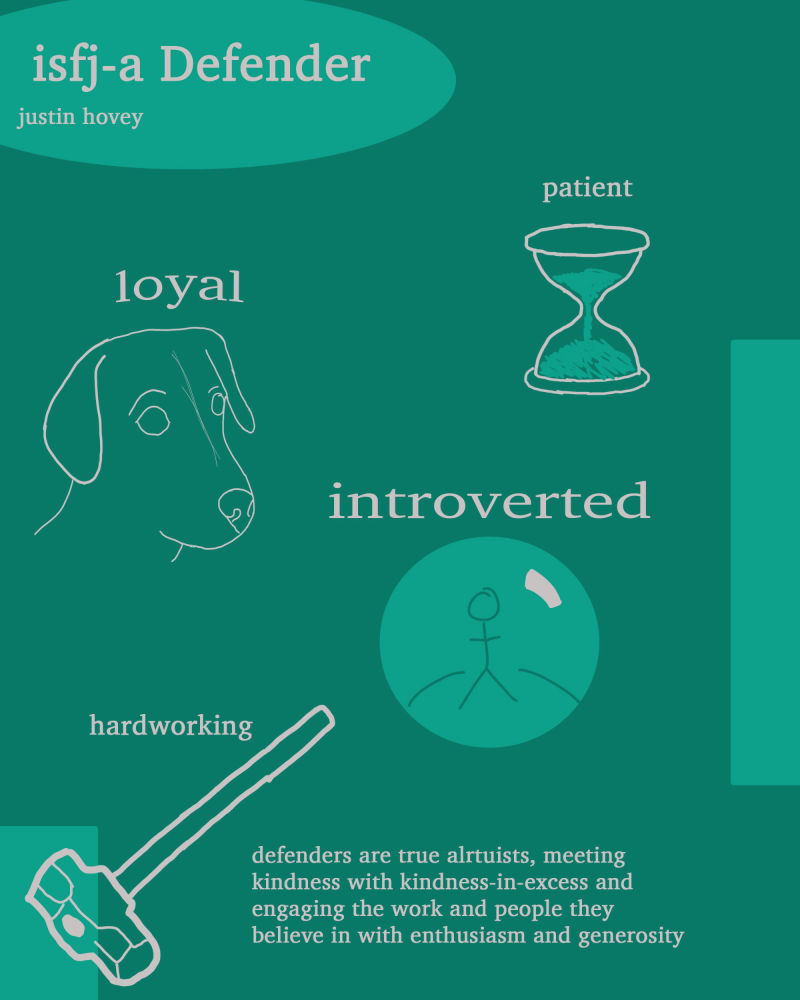 isfj-a Defender
justin hovey
patient
loyal
introverted
hardworking
defenders are true alrtuists, meeting
kindness with kindness-in-excess and
engaging the work and people they
believe in with enthusiasm and generosity